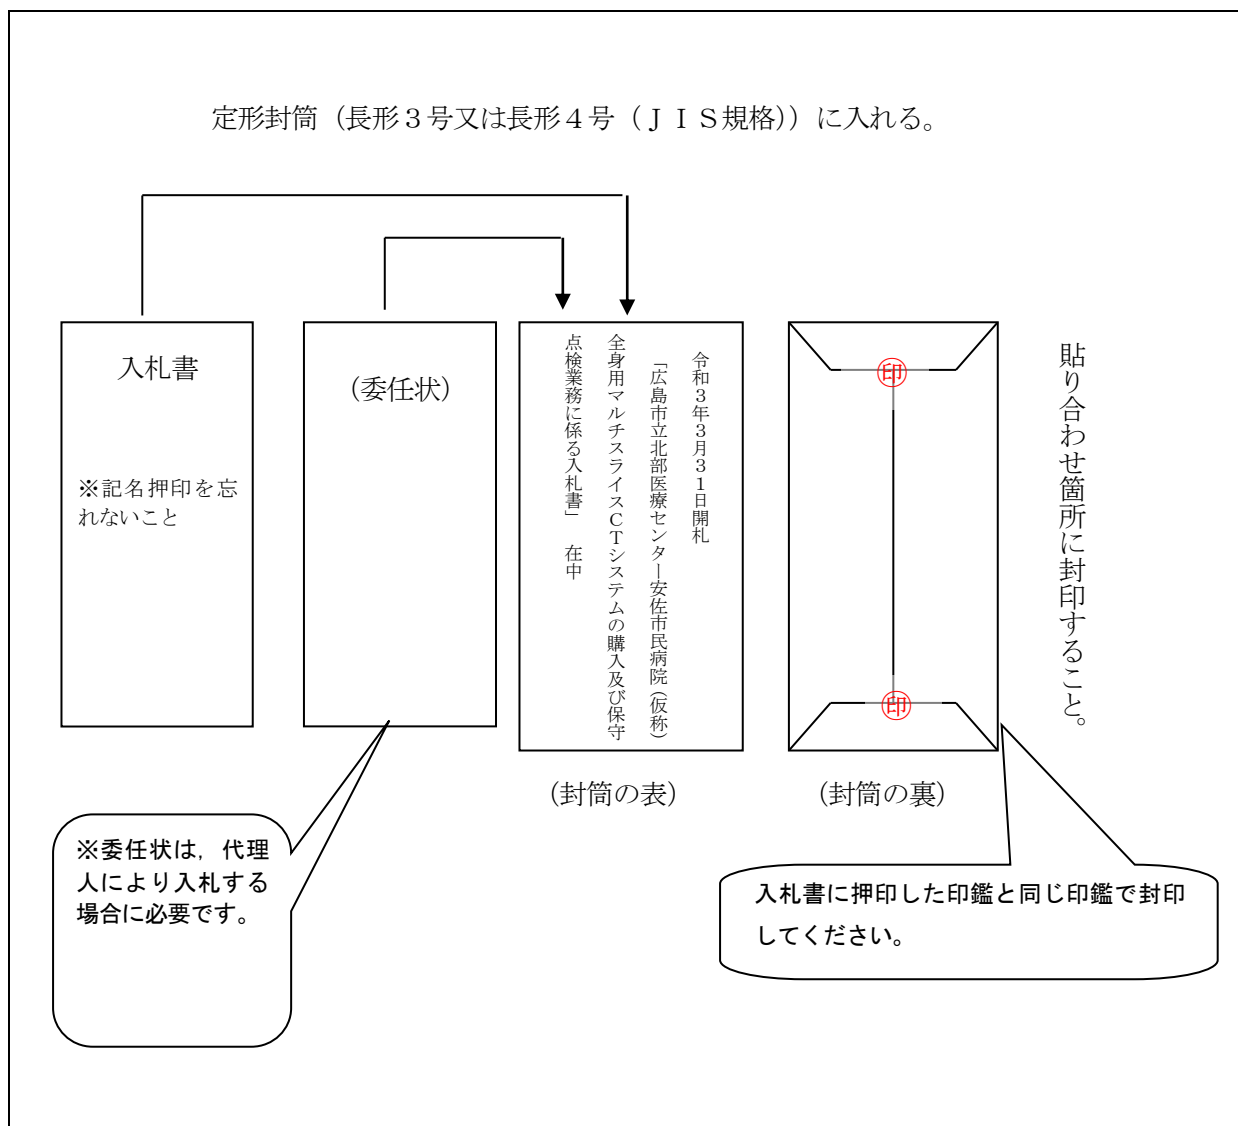 定形封筒（長形３号又は長形４号（ＪＩＳ規格））に入れる。
入札書
※記名押印を忘
れないこと
（委任状）
令和３年３月３１日開札
「広島市立北部医療センター安佐市民病院（仮称）
全身用マルチスライスＣＴシステムの購入及び保守
点検業務に係る入札書」　在中
印
印
貼り合わせ箇所に封印すること。
（封筒の表）
（封筒の裏）
※委任状は，代理
人により入札する
場合に必要です。
入札書に押印した印鑑と同じ印鑑で封印
してください。